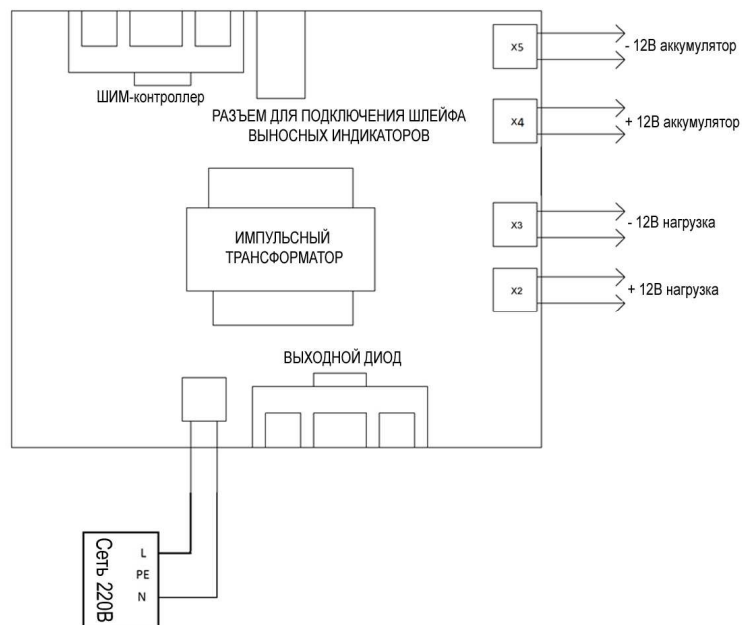 ШИМ-контроллер
РАЗЪЕМ ДЛЯ ПОДКЛЮЧЕНИЯ ШЛЕЙФА
ВЫНОСНЫХ ИНДИКАТОРОВ
X5
- 12В аккумулятор
X4
+ 12В аккумулятор
X3
- 12В нагрузка
X2
+ 12В нагрузка
ИМПУЛЬСНЫЙ
ТРАНСФОРМАТОР
ВЫХОДНОЙ ДИОД
Сеть 220В
L
PE
N